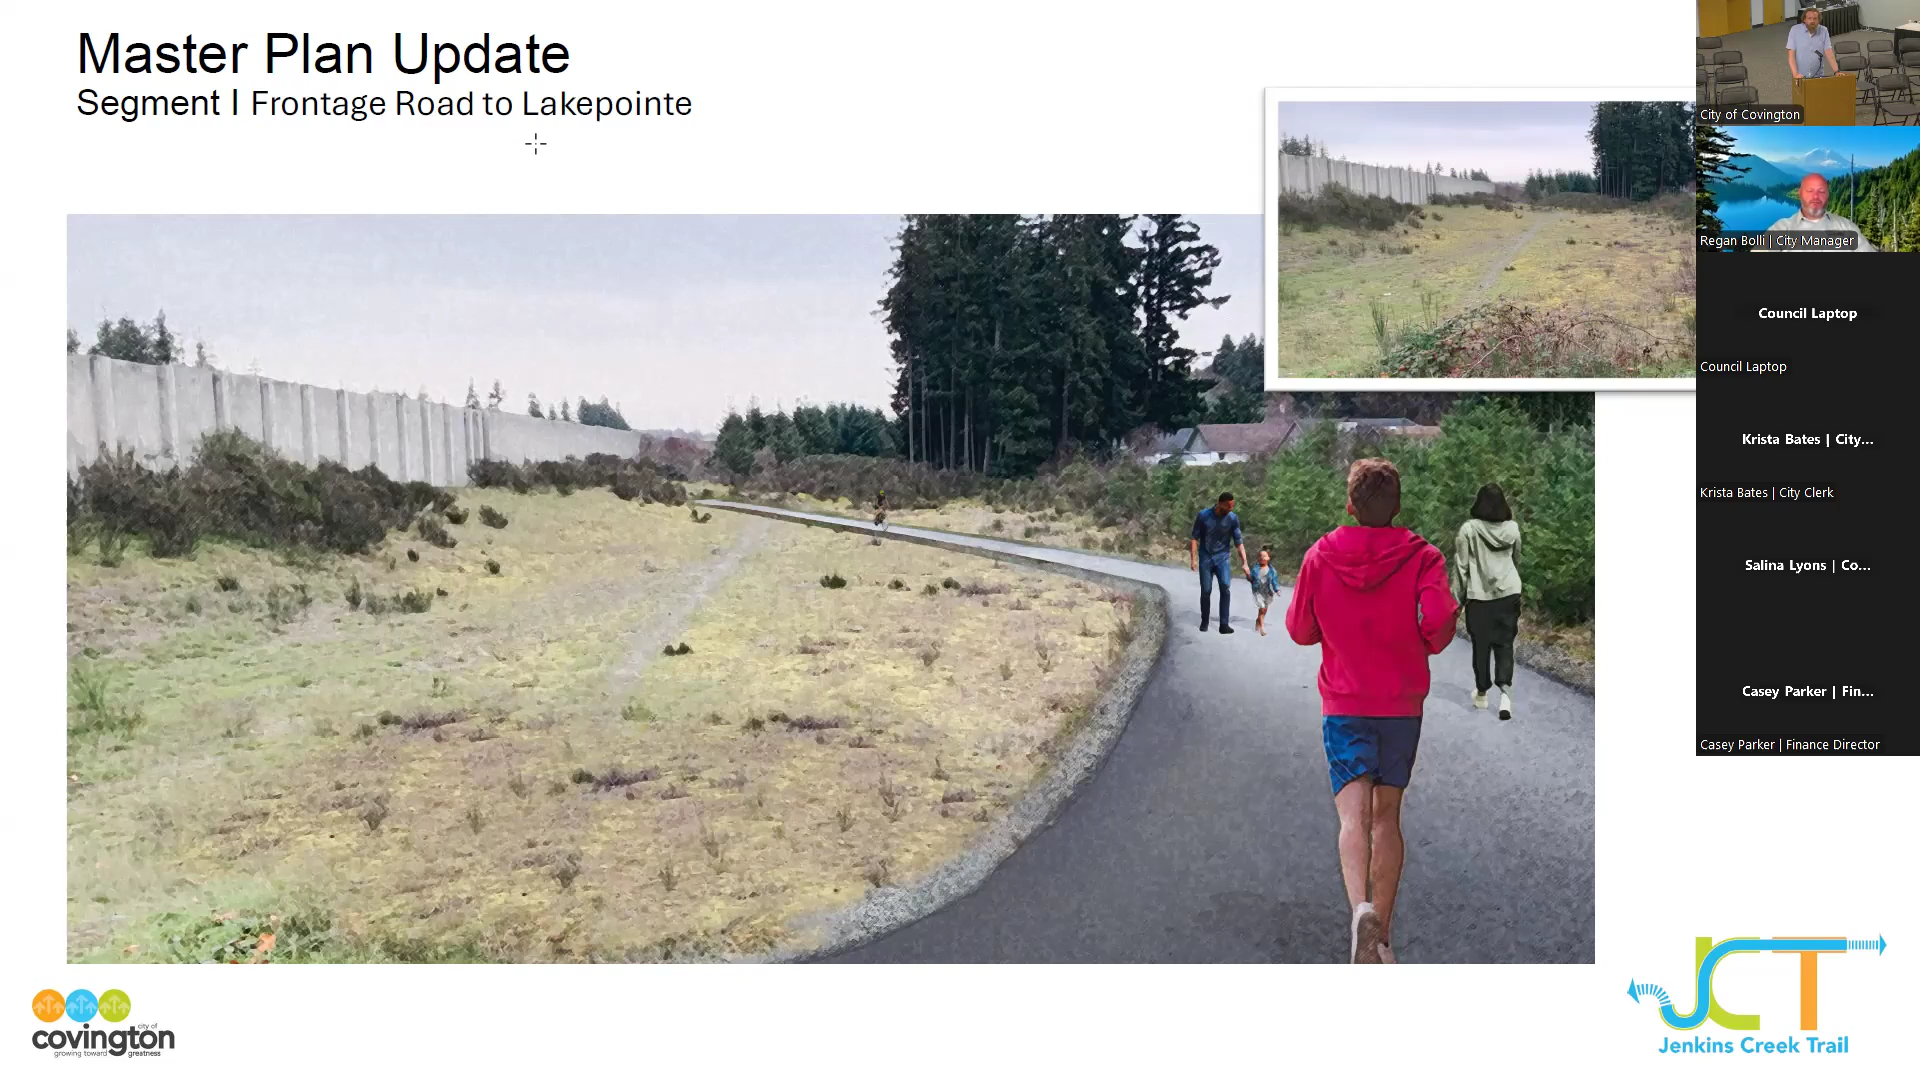 Master Plan Update
Segment I Frontage Road to Lakepointe
City of Covington
Regan Bolli | City Manager
Council Laptop
Council Laptop
Krista Bates | City...
Krista Bates | City Clerk
Salina Lyons | Co...
Casey Parker | Fin...
Casey Parker | Finance Director
city of
covington
growing toward greatness
JCT
Jenkins Creek Trail